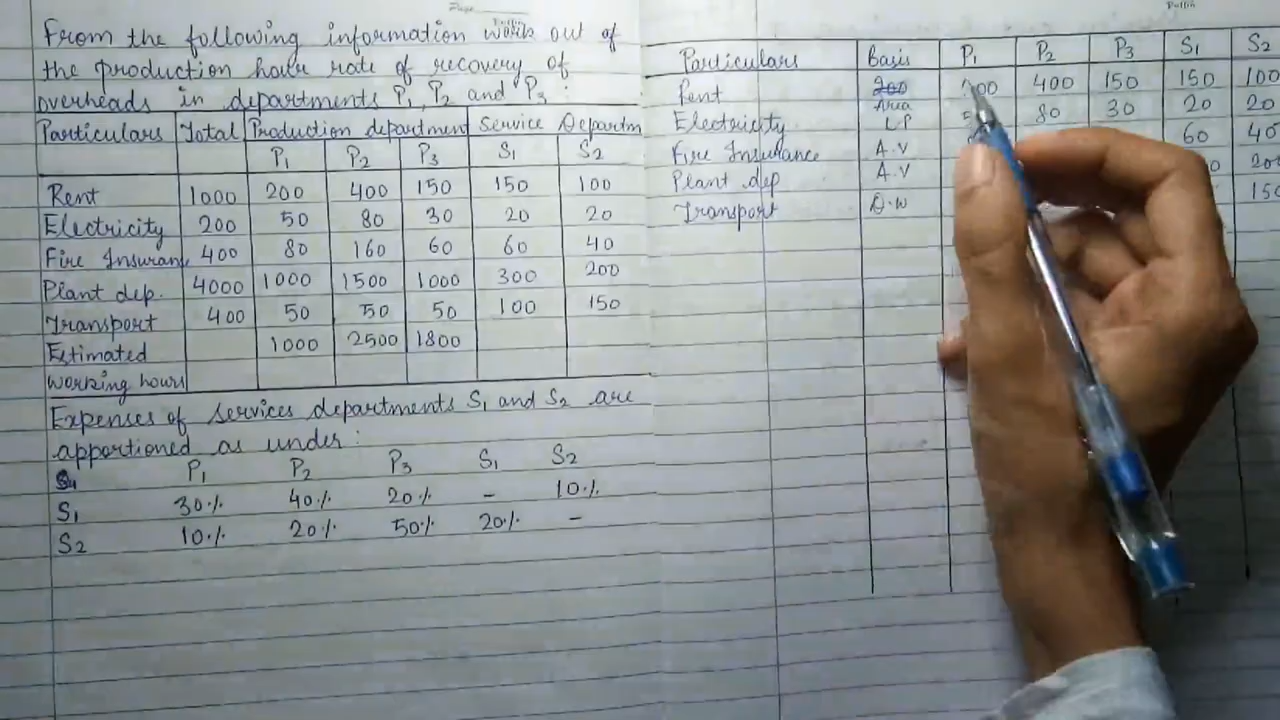 From the following information work out of
the production hour rate of recovery of
overheads in departments P1, P2 and P3 :
Particulars Total Production department Service Departm
P1 P2 P3 S1 S2
Rent 1000 200 400 150 150 100
Electricity 200 50 80 30 20 20
Fire Insuranc 400 80 160 60 60 40
Plant dep. 4000 1000 1500 1000 300 200
Transport 400 50 50 50 100 150
Estimated 1000 2500 1800
working hours
Expenses of services departments S1 and S2 are
apportioned as under :
P1 P2 P3 S1 S2
S1 30% 40% 20% - 10%
S2 10% 20% 50% 20% -
Particulars Basis P1 P2 P3 S1 S2
Rent Area 200 400 150 150 100
Electricity LP 80 30 20 20
Fire Insurance A.V 60 40
Plant dep A.V 200
Transport D.W 150